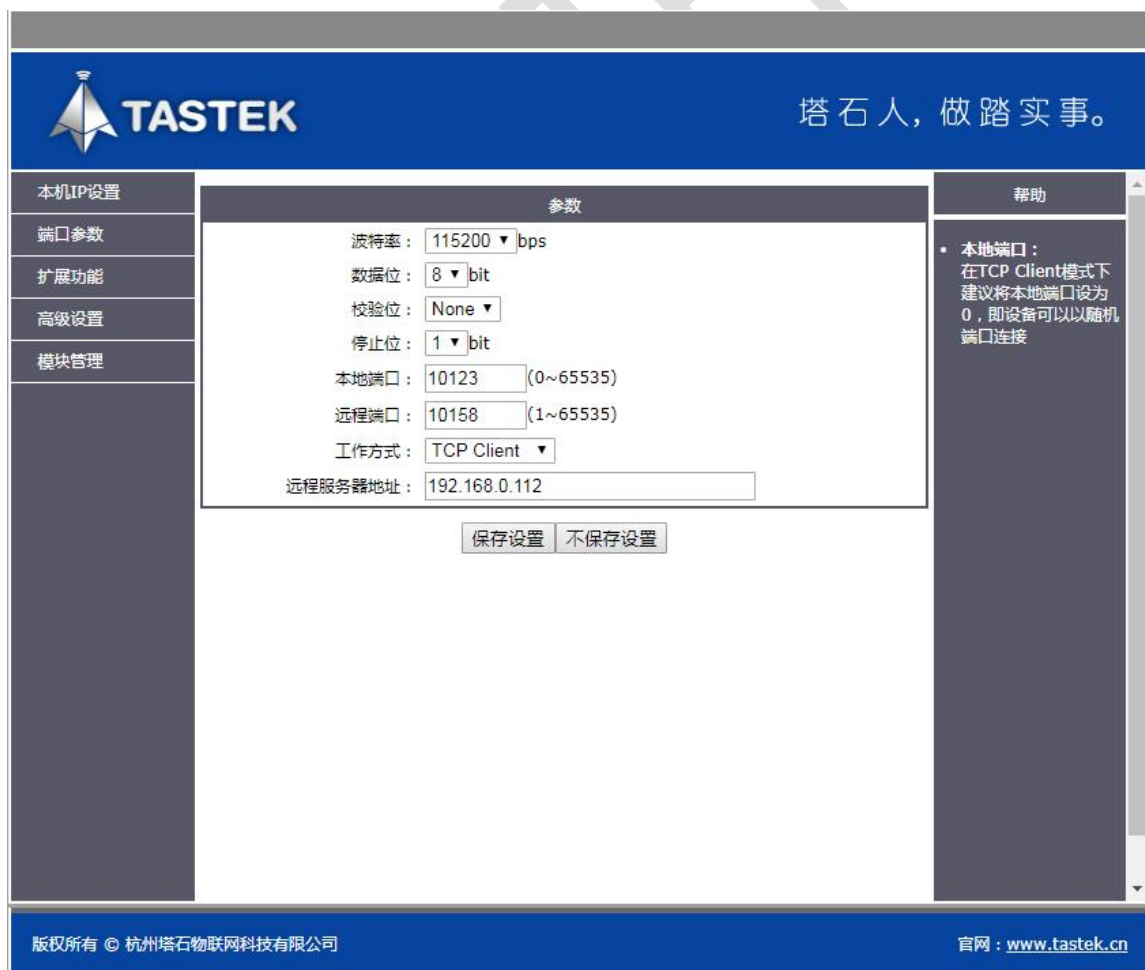 TASTEK
塔石人，做踏实事。
本机IP设置
端口参数
扩展功能
高级设置
模块管理
参数
波特率： 115200 ▼ bps
数据位： 8 ▼ bit
校验位： None ▼
停止位： 1 ▼ bit
本地端口： 10123 (0~65535)
远程端口： 10158 (1~65535)
工作方式： TCP Client ▼
远程服务器地址： 192.168.0.112
保存设置 不保存设置
帮助
• 本地端口：
在TCP Client模式下
建议将本地端口设为
0，即设备可以以随机
端口连接
版权所有 © 杭州塔石物联网科技有限公司
官网：www.tastek.cn